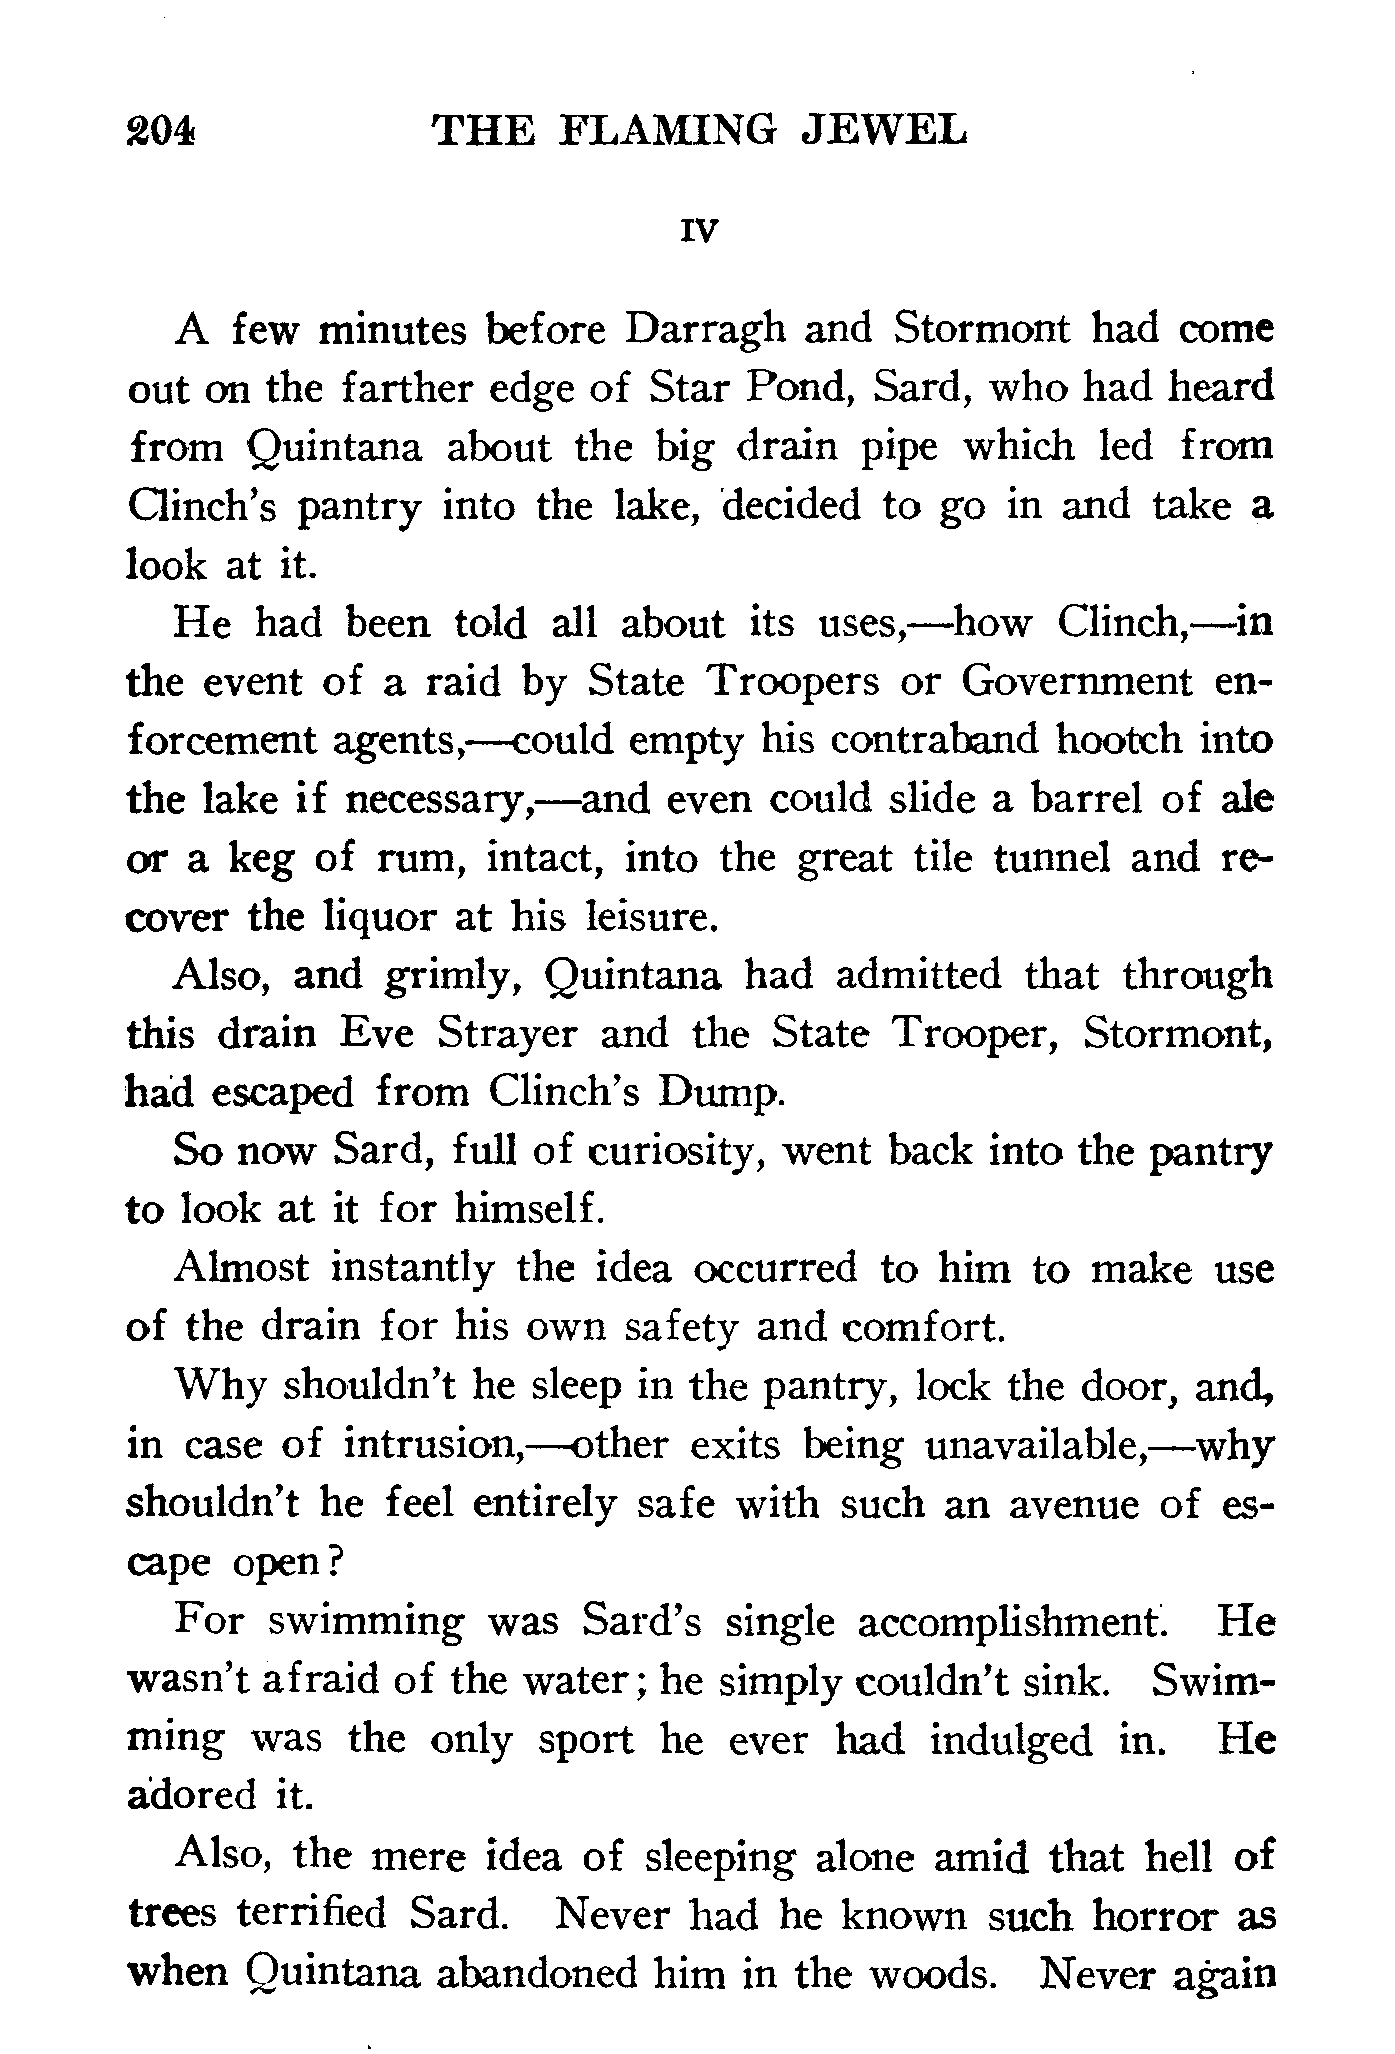 204 THE FLAMING JEWEL
IV
A few minutes before Darragh and Stormont had come
out on the farther edge of Star Pond, Sard, who had heard
from Quintana about the big drain pipe which led from
Clinch's pantry into the lake, decided to go in and take a
look at it.
He had been told all about its uses,—how Clinch,—in
the event of a raid by State Troopers or Government en-
forcement agents,—could empty his contraband hootch into
the lake if necessary,—and even could slide a barrel of ale
or a keg of rum, intact, into the great tile tunnel and re-
cover the liquor at his leisure.
Also, and grimly, Quintana had admitted that through
this drain Eve Strayer and the State Trooper, Stormont,
had escaped from Clinch's Dump.
So now Sard, full of curiosity, went back into the pantry
to look at it for himself.
Almost instantly the idea occurred to him to make use
of the drain for his own safety and comfort.
Why shouldn't he sleep in the pantry, lock the door, and,
in case of intrusion,—other exits being unavailable,—why
shouldn't he feel entirely safe with such an avenue of es-
cape open?
For swimming was Sard's single accomplishment. He
wasn't afraid of the water; he simply couldn't sink. Swim-
ming was the only sport he ever had indulged in. He
adored it.
Also, the mere idea of sleeping alone amid that hell of
trees terrified Sard. Never had he known such horror as
when Quintana abandoned him in the woods. Never again